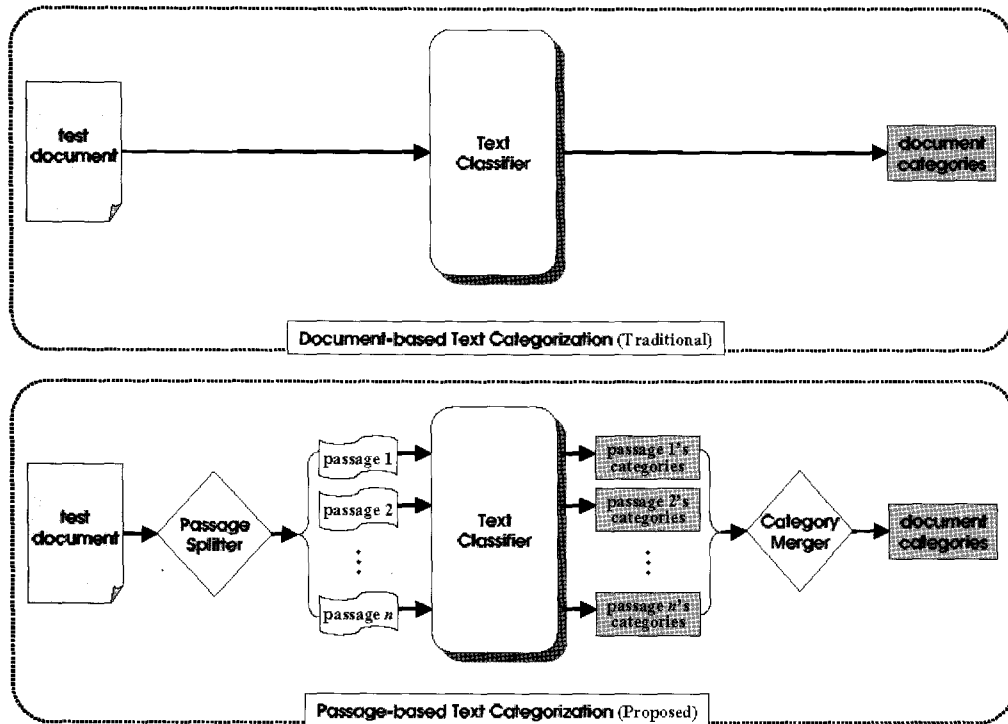 test
document
Text
Classifier
document
categories
Document-based Text Categorization (Traditional)
test
document
Passage
Splitter
passage 1
passage 2
passage n
Text
Classifier
passage 1's
categories
passage 2's
categories
passage n's
categories
Category
Merger
document
categories
Passage-based Text Categorization (Proposed)